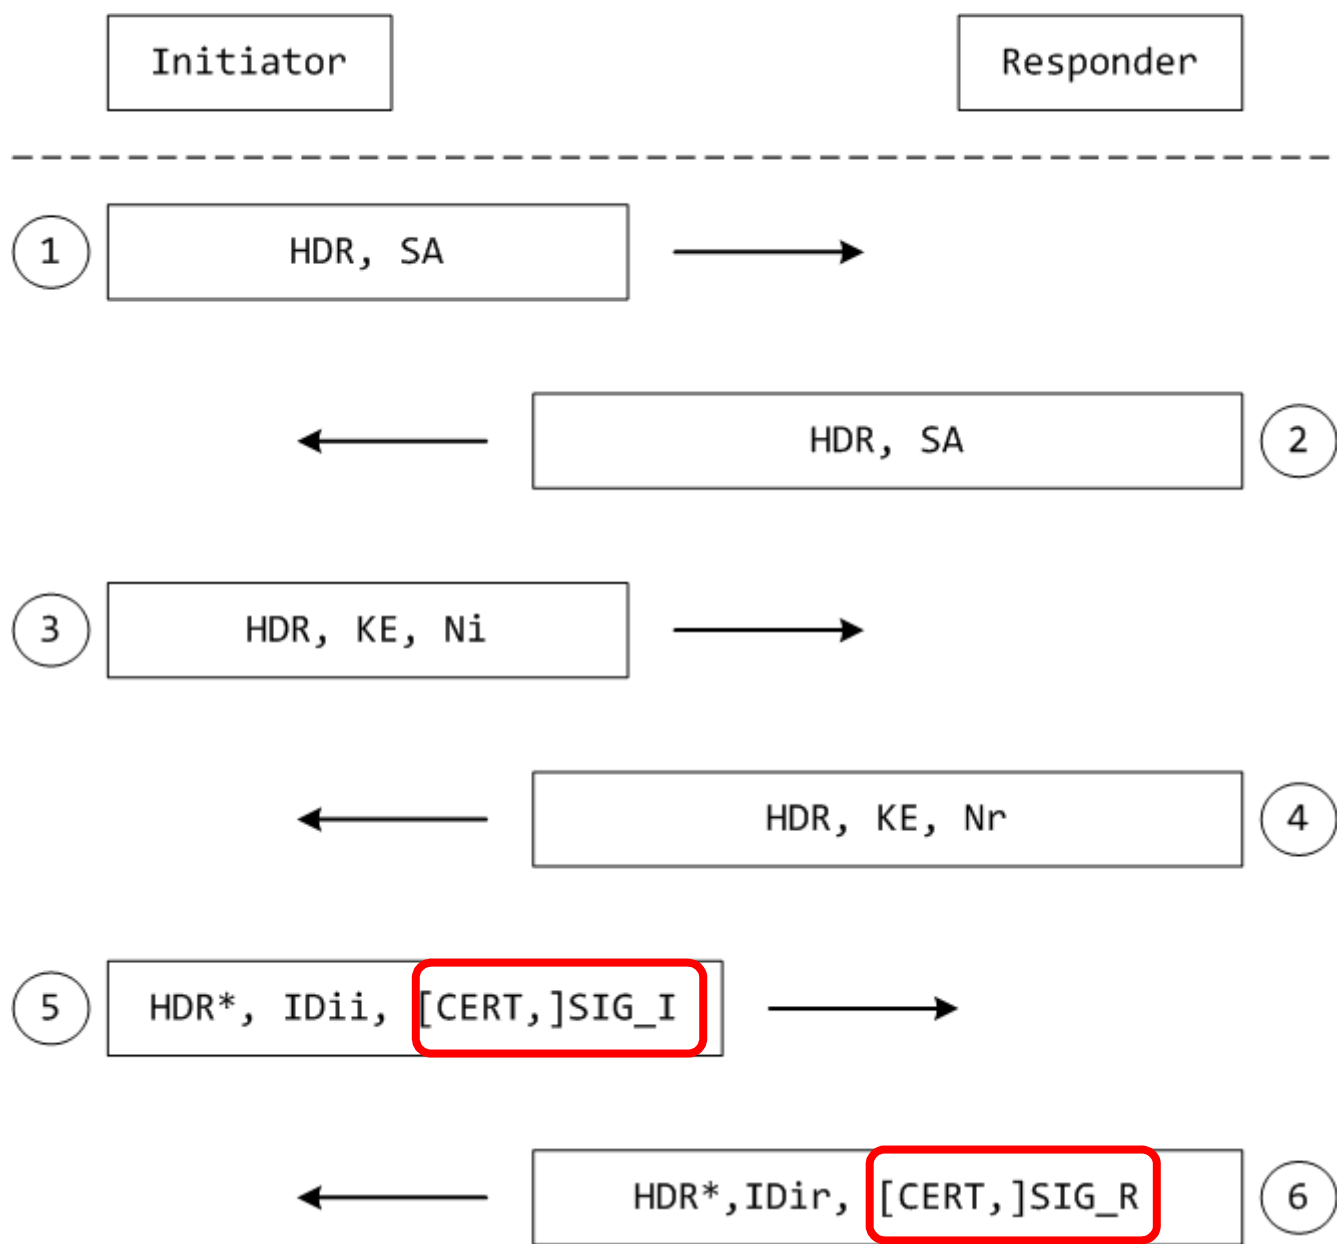 Initiator
Responder
1
HDR, SA
HDR, SA
2
3
HDR, KE, Ni
HDR, KE, Nr
4
5
HDR*, IDii, [CERT,]SIG_I
HDR*,IDir, [CERT,]SIG_R
6